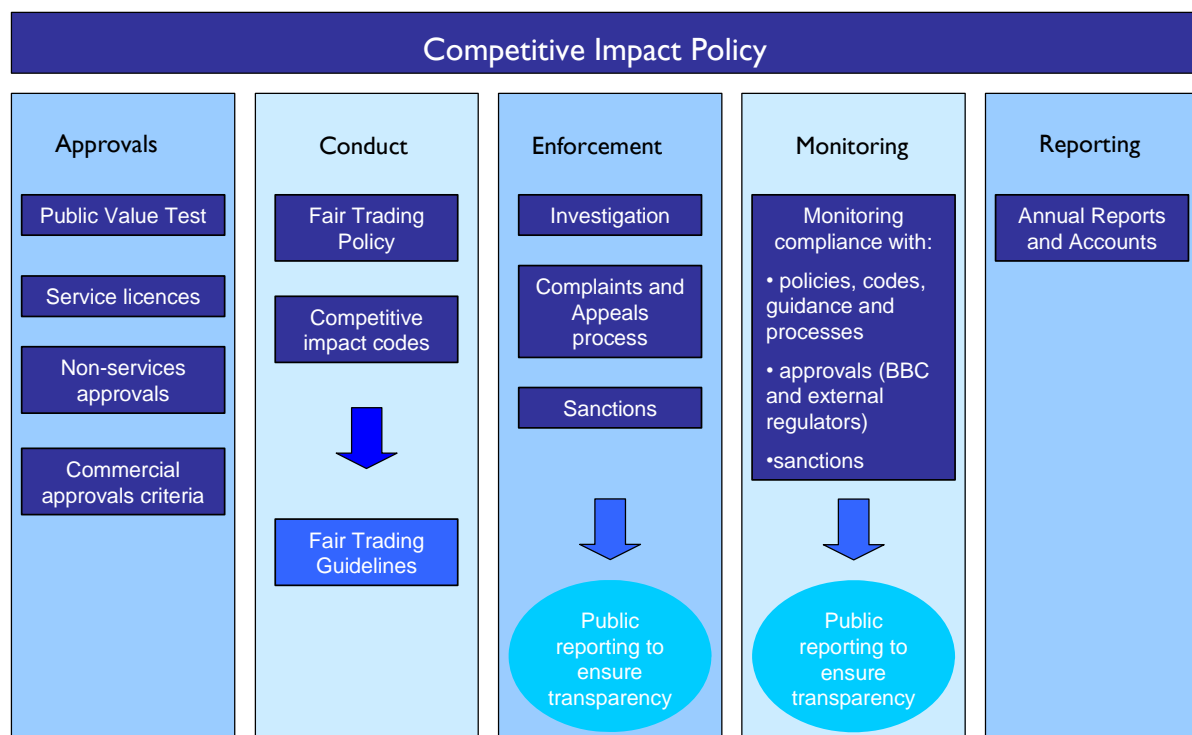 Competitive Impact Policy
Approvals
Public Value Test
Service licences
Non-services
approvals
Commercial
approvals criteria
Conduct
Fair Trading
Policy
Competitive
impact codes
Fair Trading
Guidelines
Enforcement
Investigation
Complaints and
Appeals
process
Sanctions
Public
reporting to
ensure
transparency
Monitoring
Monitoring
compliance with:
• policies, codes,
guidance and
processes
• approvals (BBC
and external
regulators)
•sanctions
Public
reporting to
ensure
transparency
Reporting
Annual Reports
and Accounts